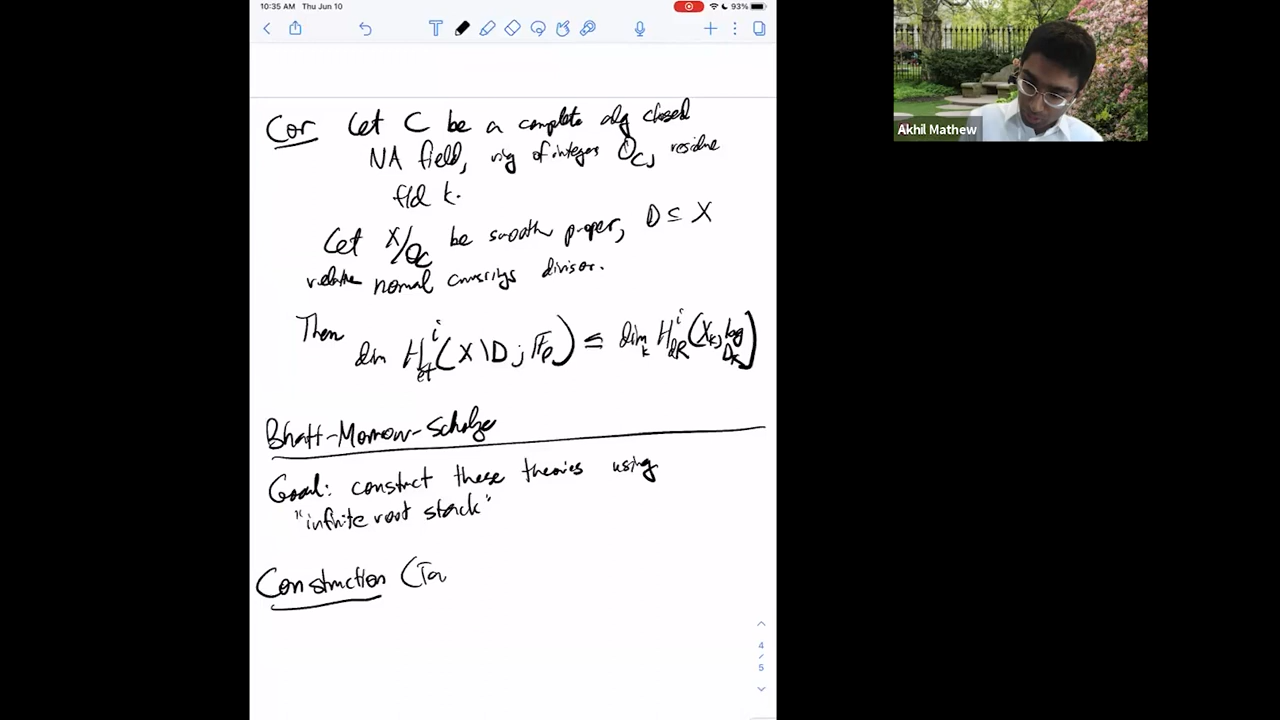 10:35 AM Thu Jun 10
93%
Cor Let C be a complete alg closed
NA field, ring of integers O_C, residue
fld k.
Let X/O_C be smooth proper, D ⊆ X
relative normal crossings divisor.
Then dim H^i_et(X\D; F_p) ≤ dim_k H^i_dR(X_k, log D_k)
Bhatt-Morrow-Scholze
Goal: construct these theories using
"infinite root stack"
Construction (Ta
4
/
5
Akhil Mathew